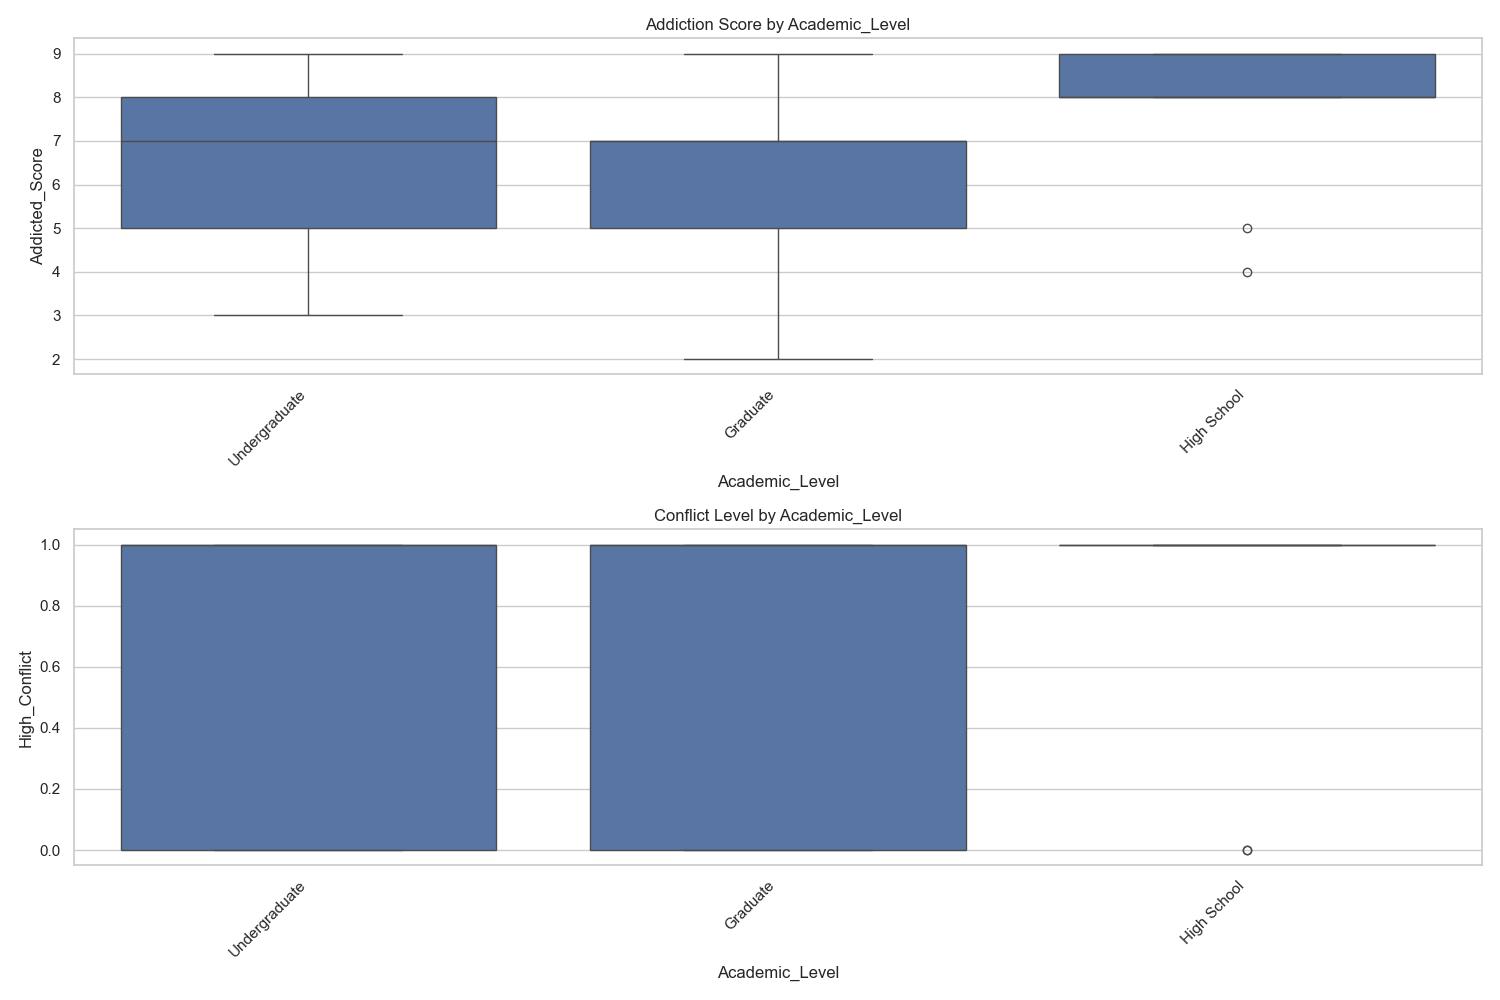 Addiction Score by Academic_Level
Addicted_Score
9
8
7
6
5
4
3
2
Undergraduate
Graduate
High School
Academic_Level
Conflict Level by Academic_Level
High_Conflict
1.0
0.8
0.6
0.4
0.2
0.0
Undergraduate
Graduate
High School
Academic_Level